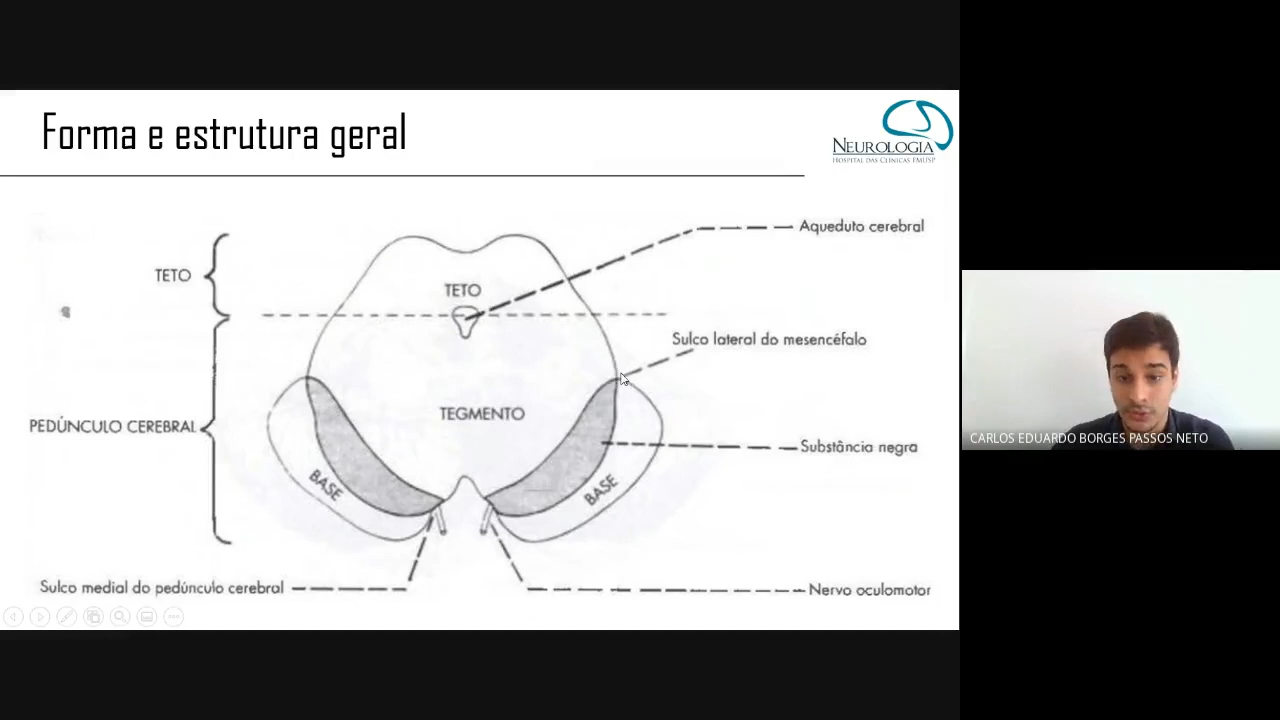 Forma e estrutura geral
NEUROLOGIA
HOSPITAL DAS CLÍNICAS FMUSP
Aqueduto cerebral
TETO
TETO
Sulco lateral do mesencéfalo
TEGMENTO
PEDÚNCULO CEREBRAL
Substância negra
BASE
BASE
Sulco medial do pedúnculo cerebral
Nervo oculomotor
CARLOS EDUARDO BORGES PASSOS NETO